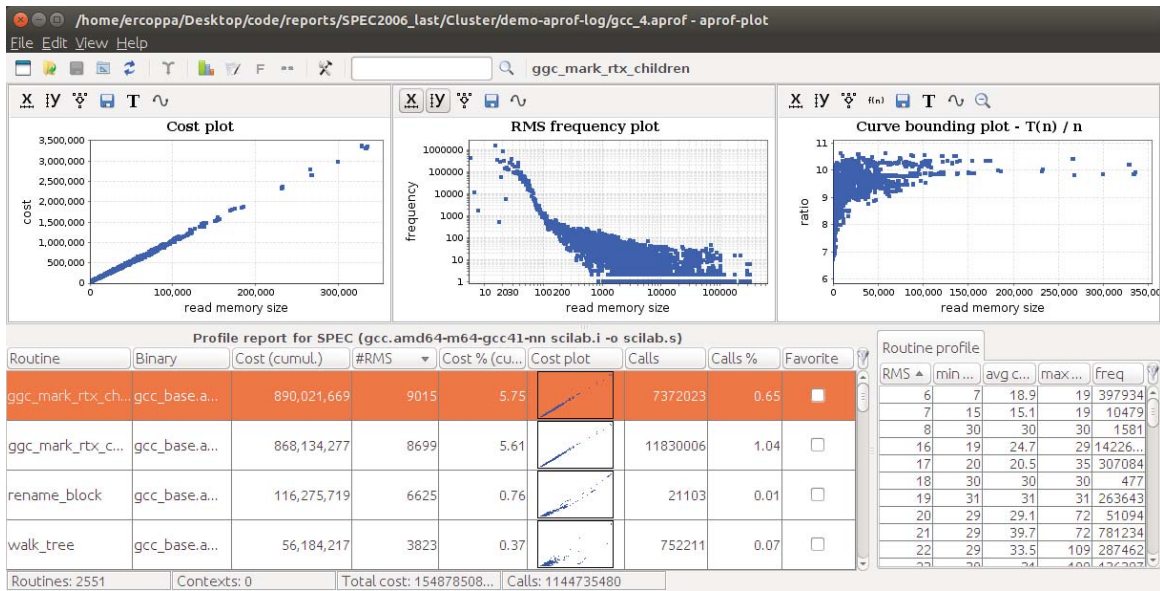 /home/ercoppa/Desktop/code/reports/SPEC2006_last/Cluster/demo-aprof-log/gcc_4.aprof - aprof-plot
File Edit View Help
T F ggc_mark_rtx_children
X IY T
X IY
X IY f(n) T
Cost plot
3,500,000
3,000,000
2,500,000
2,000,000
1,500,000
1,000,000
500,000
0
cost
0 100,000 200,000 300,000
read memory size
RMS frequency plot
1000000
100000
10000
1000
100
10
1
frequency
10 2030 100200 1000 10000 100000
read memory size
Curve bounding plot - T(n) / n
11
10
9
8
7
6
ratio
0 50,000 100,000 150,000 200,000 250,000 300,000 350,00
read memory size
Profile report for SPEC (gcc.amd64-m64-gcc41-nn scilab.i -o scilab.s)
Routine Binary Cost (cumul.) #RMS Cost % (cu... Cost plot Calls Calls % Favorite
ggc_mark_rtx_ch... gcc_base.a... 890,021,669 9015 5.75 7372023 0.65
ggc_mark_rtx_c... gcc_base.a... 868,134,277 8699 5.61 11830006 1.04
rename_block gcc_base.a... 116,275,719 6625 0.76 21103 0.01
walk_tree gcc_base.a... 56,184,217 3823 0.37 752211 0.07
Routine profile
RMS min ... avg c... max ... freq
6 7 18.9 19 397934
7 15 15.1 19 10479
8 30 30 30 1581
16 19 24.7 29 14226...
17 20 20.5 35 307084
18 30 30 30 477
19 31 31 31 263643
20 29 29.1 72 51094
21 29 39.7 72 781234
22 29 33.5 109 287462
Routines: 2551 Contexts: 0 Total cost: 154878508... Calls: 1144735480